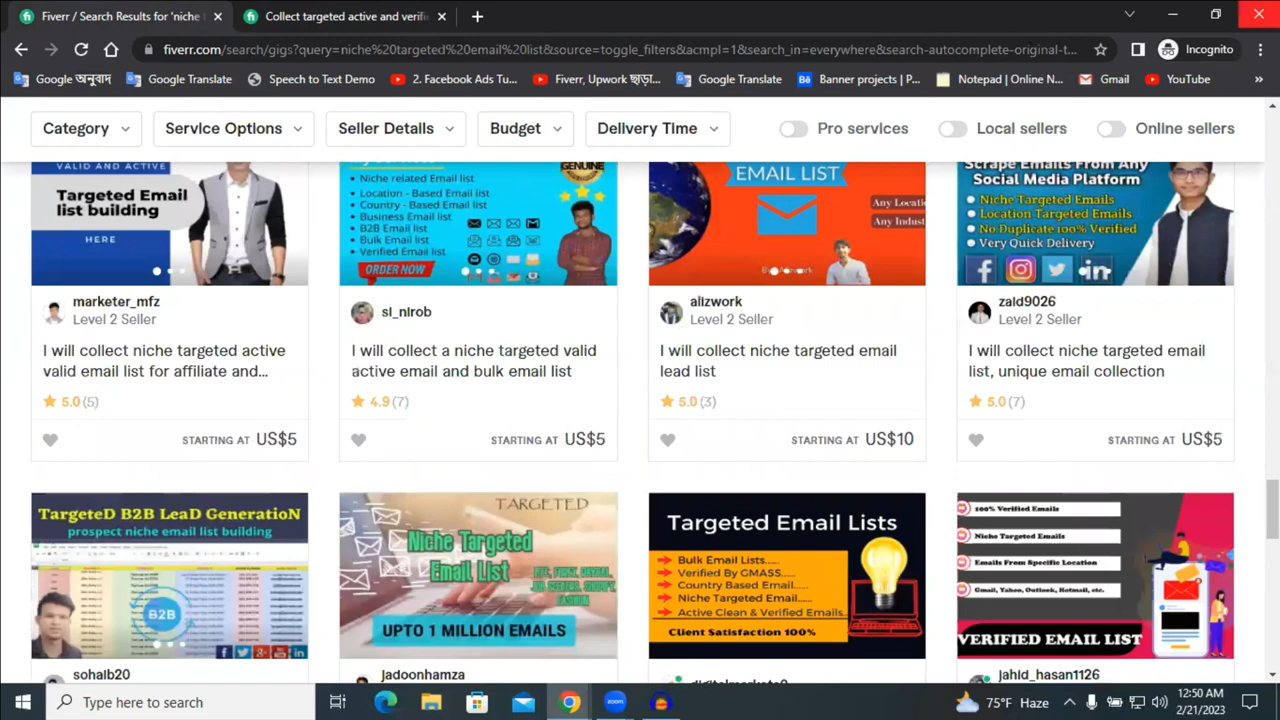 Fiverr / Search Results for 'niche
Collect targeted active and verifi
Incognito
fiverr.com/search/gigs?query=niche%20targeted%20email%20list&source=toggle_filters&acmpl=1&search_in=everywhere&search-autocomplete-original-t...
Google অনুবাদ
Google Translate
Speech to Text Demo
2. Facebook Ads Tu...
Fiverr, Upwork ছাড়া...
Google Translate
Banner projects | P...
Notepad | Online N...
Gmail
YouTube
Category
Service Options
Seller Details
Budget
Delivery Time
Pro services
Local sellers
Online sellers
VALID AND ACTIVE
Targeted Email
list building
HERE
marketer_mfz
Level 2 Seller
I will collect niche targeted active
valid email list for affiliate and...
5.0 (5)
STARTING AT US$5
GENUINE
Niche related Email list
Location - Based Email list
Country - Based Email list
Business Email list
B2B Email list
Bulk Email list
Verified Email list
ORDER NOW
sl_nirob
I will collect a niche targeted valid
active email and bulk email list
4.9 (7)
STARTING AT US$5
EMAIL LIST
Any Locati
Any Indust
alizwork
Level 2 Seller
I will collect niche targeted email
lead list
5.0 (3)
STARTING AT US$10
Scrape Emails From Any
Social Media Platform
Niche Targeted Emails
Location Targeted Emails
No Duplicate 100% Verified
Very Quick Delivery
zaid9026
Level 2 Seller
I will collect niche targeted email
list, unique email collection
5.0 (7)
STARTING AT US$5
TargeteD B2B LeaD GeneratioN
prospect niche email list building
B2B
sohalb20
TARGETED
Niche Targeted
Email List
UPTO 1 MILLION EMAILS
jadoonhamza
Targeted Email Lists
Bulk Email Lists.....
Verified By GMASS.....
Country Based Email.....
Niche Targeted Email.....
Active Clean & Verified Emails..
Client Satisfaction 100%
100% Verified Emails
Niche Targeted Emails
Emails From Specific Location
Gmail, Yahoo, Outlook, Hotmail, etc.
VERIFIED EMAIL LIST
jahid_hasan1126
Type here to search
75°F Haze
12:50 AM
2/21/2023